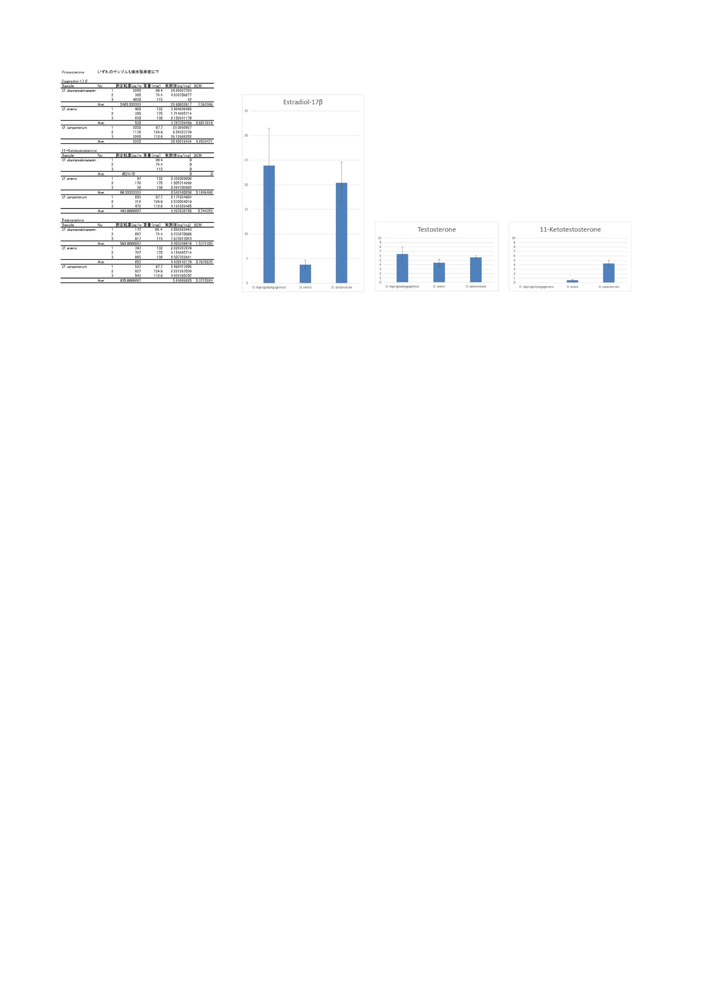 Progesterone いずれのサンプルも検出限界値以下
Esatradiol-17β
Sample No. 測定結果(pg/m 重量(mg) 実測値(pg/mg) SEM
O. dopingodpingogen 1 2200 88.4 24.88687783
2 360 74.4 4.838709677
3 4830 115 42
Ave. 2463.333333 23.90852917 7.593399
O. eversi 1 460 132 3.484848485
2 300 175 1.714285714
3 830 136 6.102941176
Ave. 530 3.767358459 0.9013816
O. sarasinorum 1 2250 97.7 23.0296827
2 1130 124.9 9.04723779
3 3280 112.6 29.12966252
Ave. 2220 20.40219434 4.2032471
11-Ketotestosterone
Sample No. 測定結果(pg/m 重量(mg) 実測値(pg/mg) SEM
O. dopingodpingogen 1 88.4 0
2 74.4 0
3 115 0
Ave. #DIV/0! 0 0
O. eversi 1 47 132 0.356060606
2 176 175 1.005714286
3 36 136 0.264705882
Ave. 86.33333333 0.542160258 0.1649486
O. sarasinorum 1 603 97.7 6.171954964
2 316 124.9 2.530024019
3 472 112.6 4.191829485
Ave. 463.6666667 4.297936156 0.744352
Testosterone
Sample No. 測定結果(pg/m 重量(mg) 実測値(pg/mg) SEM
O. dopingodpingogen 1 177 88.4 2.002262443
2 687 74.4 9.233870968
3 917 115 7.973913043
Ave. 593.6666667 6.403348818 1.5771305
O. eversi 1 347 132 2.628787879
2 727 175 4.154285714
3 885 136 6.507352941
Ave. 653 4.430142178 0.7976935
O. sarasinorum 1 537 97.7 5.496417605
2 827 124.9 6.621297038
3 543 112.6 4.822380107
Ave. 635.6666667 5.64669825 0.3710264
Estradiol-17β
35
30
25
20
15
10
5
0
O. dopingodpingogenesis O. eversi O. sarasinorum
Testosterone
10
9
8
7
6
5
4
3
2
1
0
O. dopingodpingogenesis O. eversi O. sarasinorum
11-Ketotestosterone
10
9
8
7
6
5
4
3
2
1
0
O. dopingodpingogenesis O. eversi O. sarasinorum